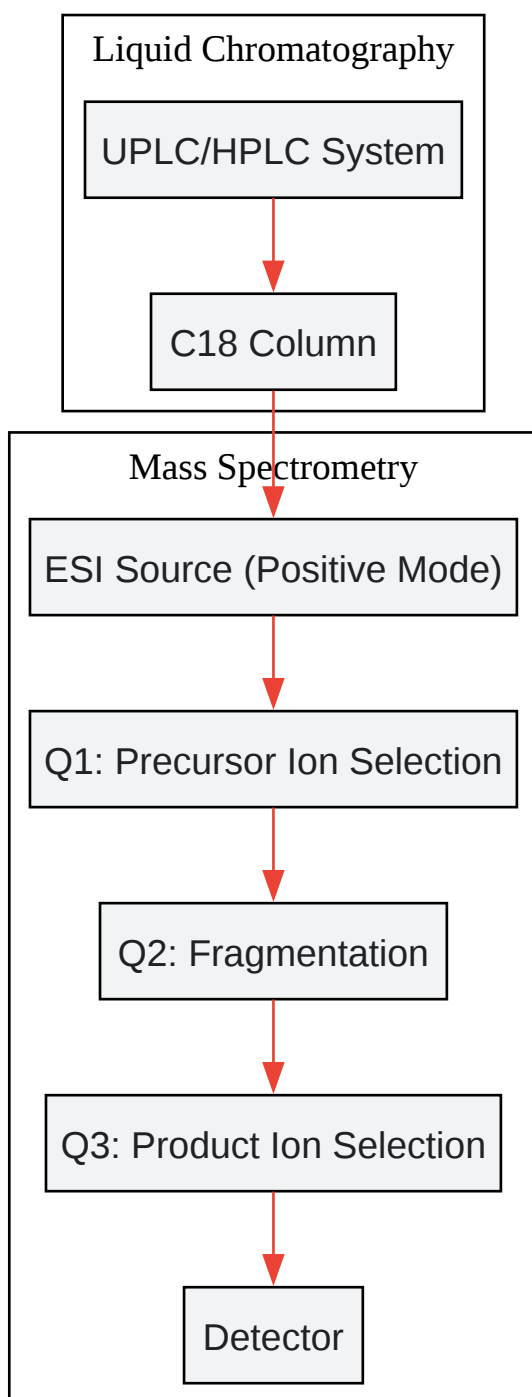 Liquid Chromatography
UPLC/HPLC System
C18 Column
Mass Spectrometry
ESI Source (Positive Mode)
Q1: Precursor Ion Selection
Q2: Fragmentation
Q3: Product Ion Selection
Detector